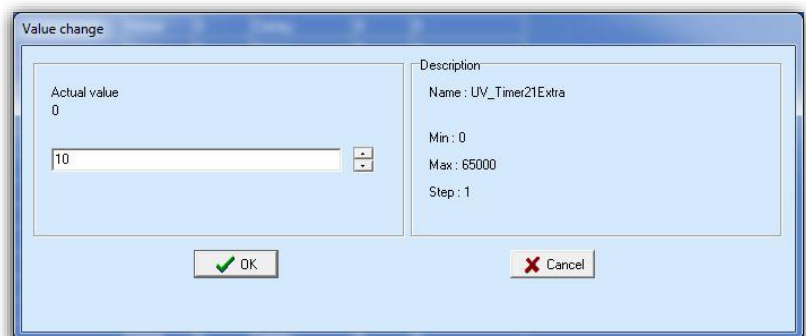 Value change
Actual value
0
10
Description
Name : UV_Timer21Extra
Min : 0
Max : 65000
Step : 1
OK
Cancel